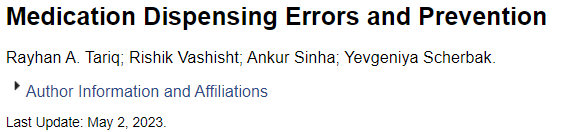 Medication Dispensing Errors and Prevention
Rayhan A. Tariq; Rishik Vashisht; Ankur Sinha; Yevgeniya Scherbak.
Author Information and Affiliations
Last Update: May 2, 2023.